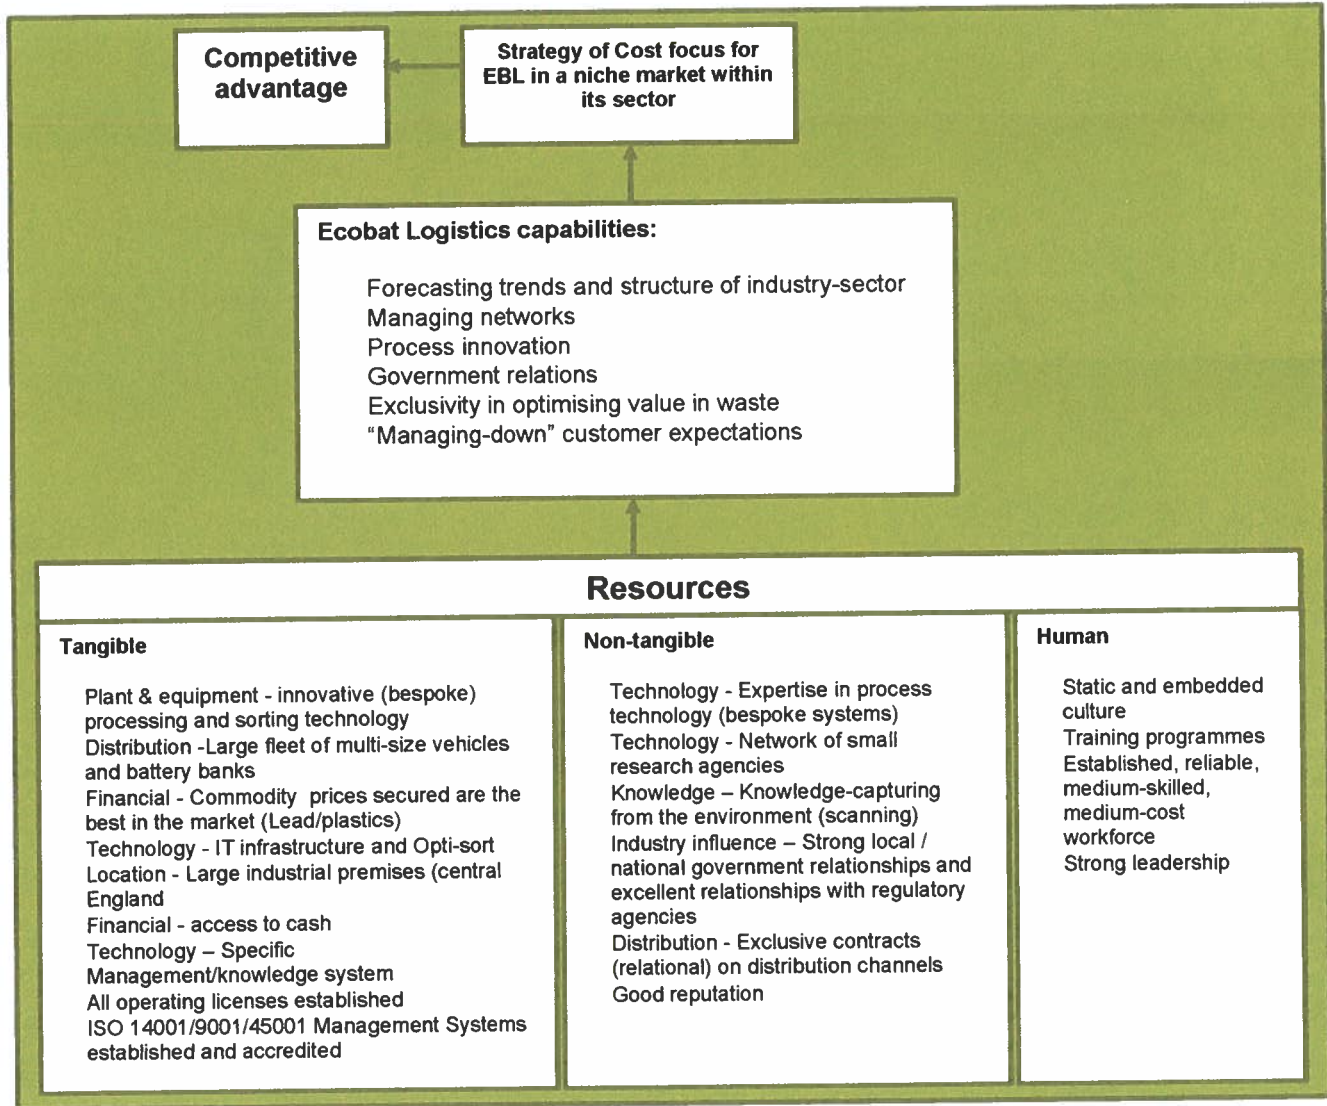 Competitive
advantage
Strategy of Cost focus for
EBL in a niche market within
its sector
Ecobat Logistics capabilities:
Forecasting trends and structure of industry-sector
Managing networks
Process innovation
Government relations
Exclusivity in optimising value in waste
“Managing-down” customer expectations
Resources
Tangible
Plant & equipment - innovative (bespoke)
processing and sorting technology
Distribution -Large fleet of multi-size vehicles
and battery banks
Financial - Commodity prices secured are the
best in the market (Lead/plastics)
Technology - IT infrastructure and Opti-sort
Location - Large industrial premises (central
England
Financial - access to cash
Technology – Specific
Management/knowledge system
All operating licenses established
ISO 14001/9001/45001 Management Systems
established and accredited
Non-tangible
Technology - Expertise in process
technology (bespoke systems)
Technology - Network of small
research agencies
Knowledge – Knowledge-capturing
from the environment (scanning)
Industry influence – Strong local /
national government relationships and
excellent relationships with regulatory
agencies
Distribution - Exclusive contracts
(relational) on distribution channels
Good reputation
Human
Static and embedded
culture
Training programmes
Established, reliable,
medium-skilled,
medium-cost
workforce
Strong leadership